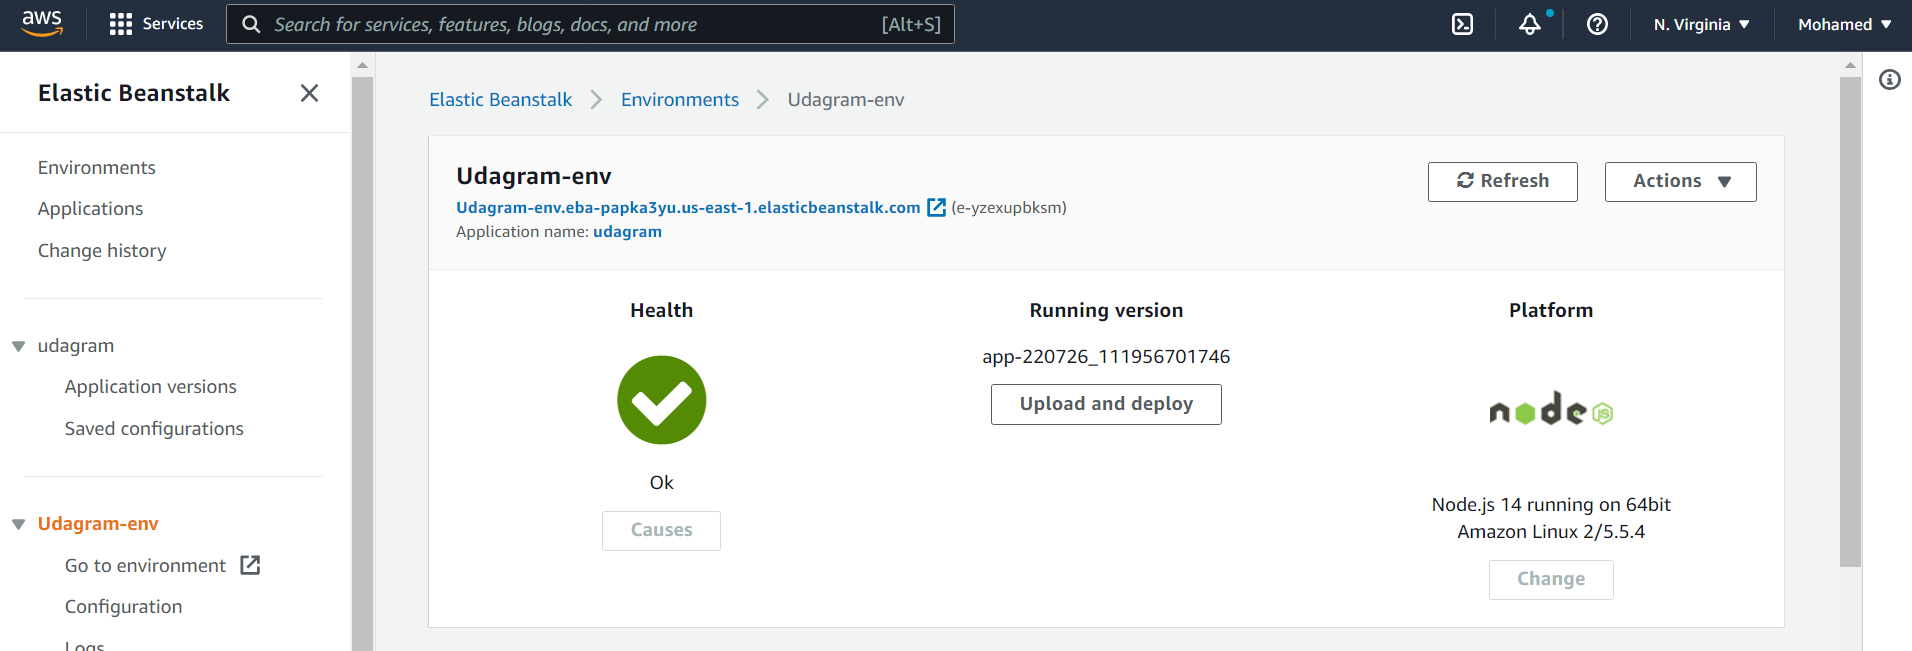 aws
Services
Search for services, features, blogs, docs, and more [Alt+S]
N. Virginia
Mohamed
Elastic Beanstalk
Environments
Applications
Change history
udagram
Application versions
Saved configurations
Udagram-env
Go to environment
Configuration
Logs
Elastic Beanstalk
Environments
Udagram-env
Udagram-env
Udagram-env.eba-papka3yu.us-east-1.elasticbeanstalk.com (e-yzexupbksm)
Application name: udagram
Refresh
Actions
Health
Ok
Causes
Running version
app-220726_111956701746
Upload and deploy
Platform
node JS
Node.js 14 running on 64bit
Amazon Linux 2/5.5.4
Change